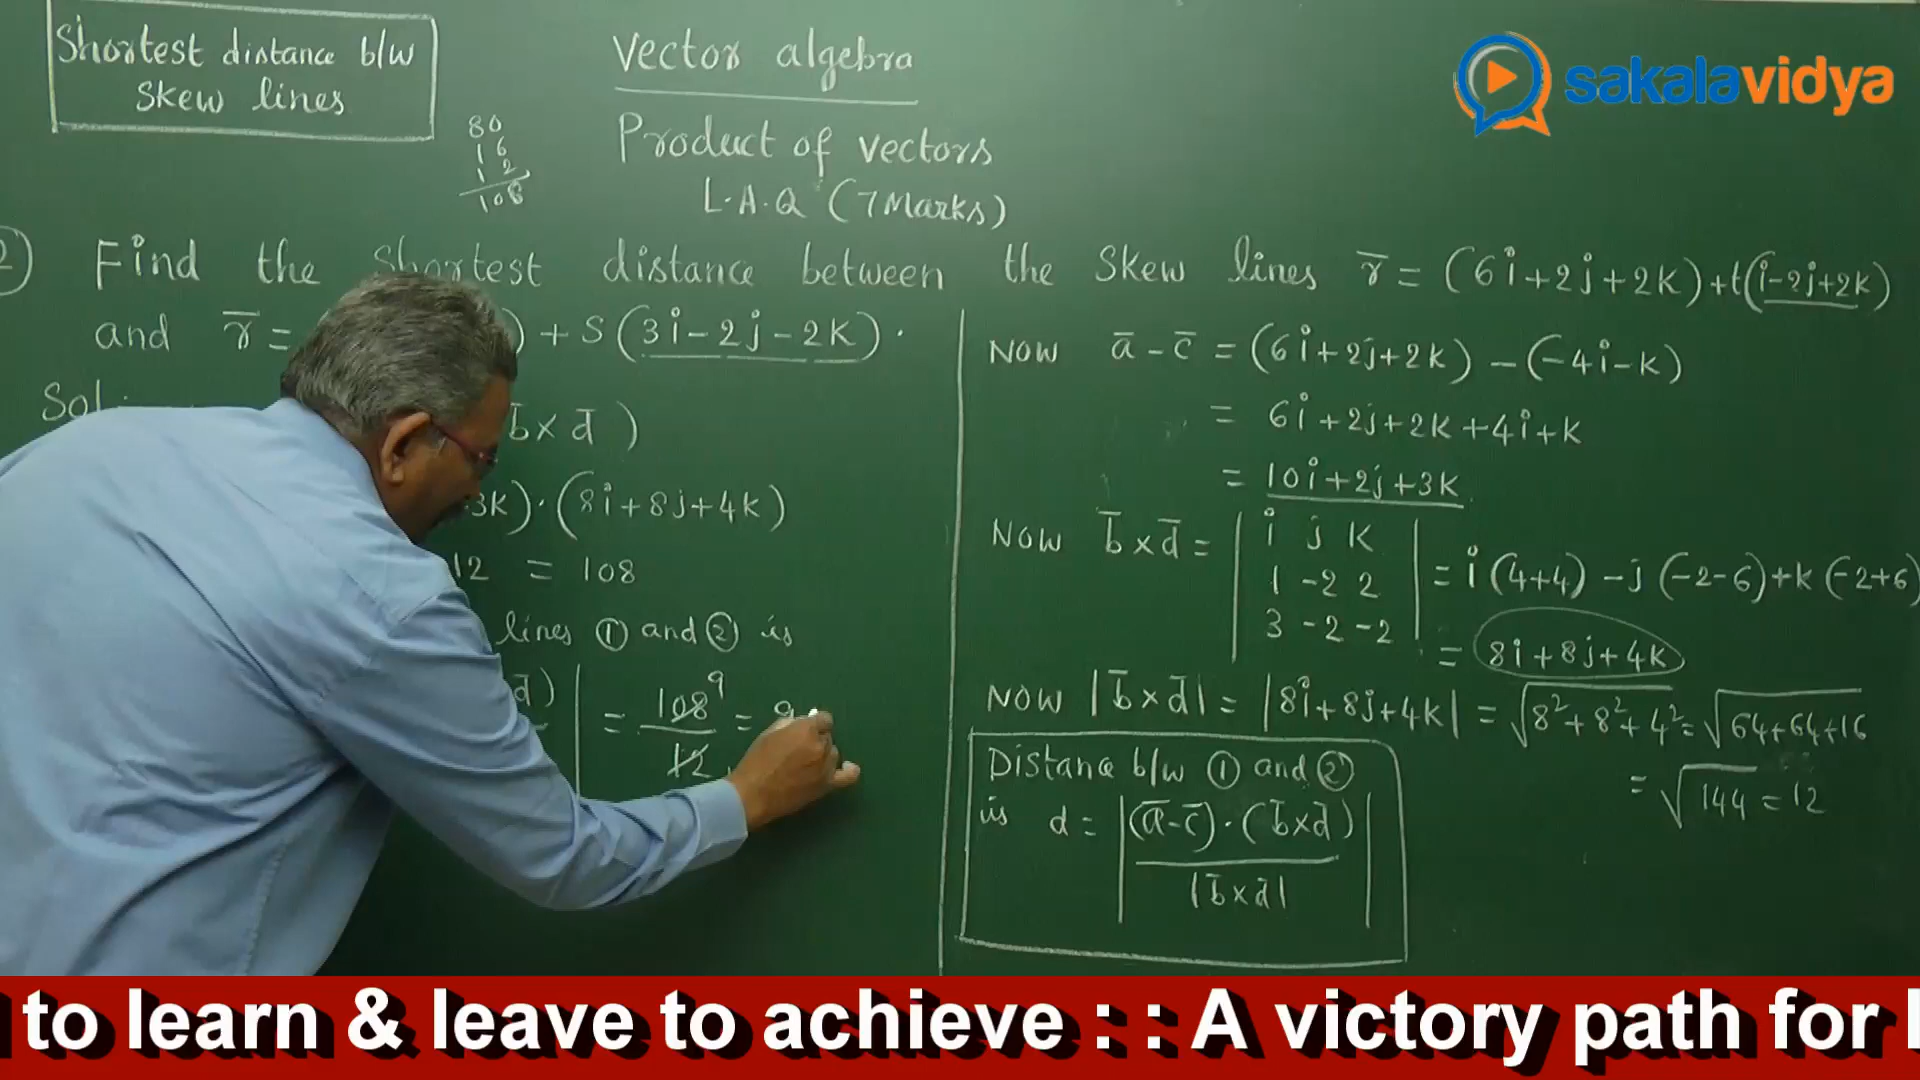 Shortest distance b/w
Skew lines
80
16
12
108
Vector algebra
Product of vectors
L.A.Q (7 Marks)
sakalavidya
2) Find the shortest distance between the skew lines r̄ = (6i+2j+2k)+t(i-2j+2k)
and r̄ = ) + s(3i-2j-2k).
Sol:
b̄×d̄)
3k)·(8i+8j+4k)
12 = 108
lines ① and ② is
d̄) | = 108 9 / 12 = 9
Now ā-c̄ = (6i+2j+2k) - (-4i-k)
= 6i+2j+2k+4i+k
= 10i+2j+3k
Now b̄×d̄ = | i j k
1 -2 2
3 -2 -2 | = i(4+4) -j(-2-6)+k(-2+6)
= 8i+8j+4k
Now |b̄×d̄| = |8i+8j+4k| = √8²+8²+4² = √64+64+16
= √144 = 12
Distance b/w ① and ②
is d = | (ā-c̄)·(b̄×d̄) / |b̄×d̄| |
to learn & leave to achieve : : A victory path for